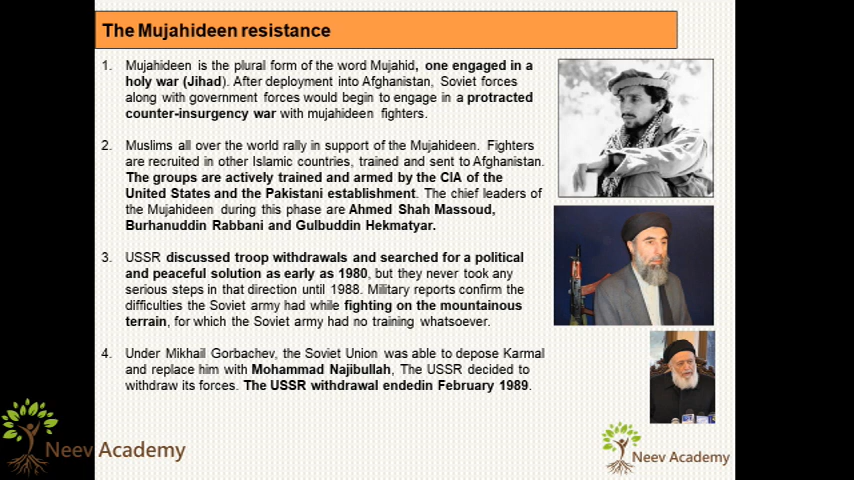 The Mujahideen resistance
1. Mujahideen is the plural form of the word Mujahid, one engaged in a
holy war (Jihad). After deployment into Afghanistan, Soviet forces
along with government forces would begin to engage in a protracted
counter-insurgency war with mujahideen fighters.
2. Muslims all over the world rally in support of the Mujahideen. Fighters
are recruited in other Islamic countries, trained and sent to Afghanistan.
The groups are actively trained and armed by the CIA of the
United States and the Pakistani establishment. The chief leaders of
the Mujahideen during this phase are Ahmed Shah Massoud,
Burhanuddin Rabbani and Gulbuddin Hekmatyar.
3. USSR discussed troop withdrawals and searched for a political
and peaceful solution as early as 1980, but they never took any
serious steps in that direction until 1988. Military reports confirm the
difficulties the Soviet army had while fighting on the mountainous
terrain, for which the Soviet army had no training whatsoever.
4. Under Mikhail Gorbachev, the Soviet Union was able to depose Karmal
and replace him with Mohammad Najibullah, The USSR decided to
withdraw its forces. The USSR withdrawal endedin February 1989.
Neev Academy
Neev Academy